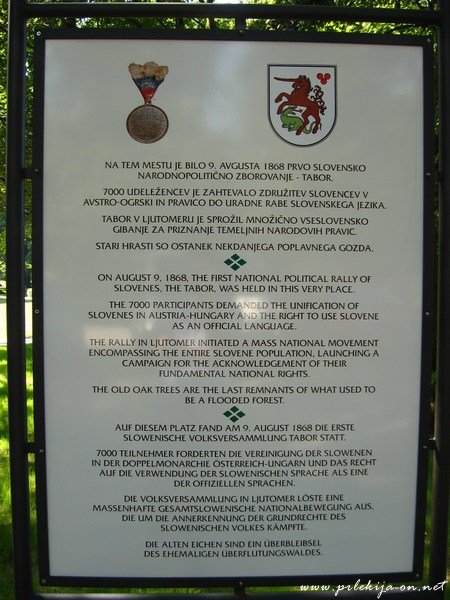 NA TEM MESTU JE BILO 9. AVGUSTA 1868 PRVO SLOVENSKO
NARODNOPOLITIČNO ZBOROVANJE - TABOR.
7000 UDELEŽENCEV JE ZAHTEVALO ZDRUŽITEV SLOVENCEV V
AVSTRO-OGRSKI IN PRAVICO DO URADNE RABE SLOVENSKEGA JEZIKA.
TABOR V LJUTOMERU JE SPROŽIL MNOŽIČNO VSESLOVENSKO
GIBANJE ZA PRIZNANJE TEMELJNIH NARODOVIH PRAVIC.
STARI HRASTI SO OSTANEK NEKDANJEGA POPLAVNEGA GOZDA.
ON AUGUST 9, 1868, THE FIRST NATIONAL POLITICAL RALLY OF
SLOVENES, THE TABOR, WAS HELD IN THIS VERY PLACE.
THE 7000 PARTICIPANTS DEMANDED THE UNIFICATION OF
SLOVENES IN AUSTRIA-HUNGARY AND THE RIGHT TO USE SLOVENE
AS AN OFFICIAL LANGUAGE.
THE RALLY IN LJUTOMER INITIATED A MASS NATIONAL MOVEMENT
ENCOMPASSING THE ENTIRE SLOVENE POPULATION, LAUNCHING A
CAMPAIGN FOR THE ACKNOWLEDGEMENT OF THEIR
FUNDAMENTAL NATIONAL RIGHTS.
THE OLD OAK TREES ARE THE LAST REMNANTS OF WHAT USED TO
BE A FLOODED FOREST.
AUF DIESEM PLATZ FAND AM 9. AUGUST 1868 DIE ERSTE
SLOWENISCHE VOLKSVERSAMMLUNG TABOR STATT.
7000 TEILNEHMER FORDERTEN DIE VEREINIGUNG DER SLOWENEN
IN DER DOPPELMONARCHIE ÖSTERREICH-UNGARN UND DAS RECHT
AUF DIE VERWENDUNG DER SLOWENISCHEN SPRACHE ALS EINE
DER OFFIZIELLEN SPRACHEN.
DIE VOLKSVERSAMMLUNG IN LJUTOMER LÖSTE EINE
MASSENHAFTE GESAMTSLOWENISCHE NATIONALBEWEGUNG AUS,
DIE UM DIE ANNERKENNUNG DER GRUNDRECHTE DES
SLOWENISCHEN VOLKES KÄMPFTE.
DIE ALTEN EICHEN SIND EIN ÜBERBLEIBSEL
DES EHEMALIGEN ÜBERFLUTUNGSWALDES.
www.prlekija-on.net